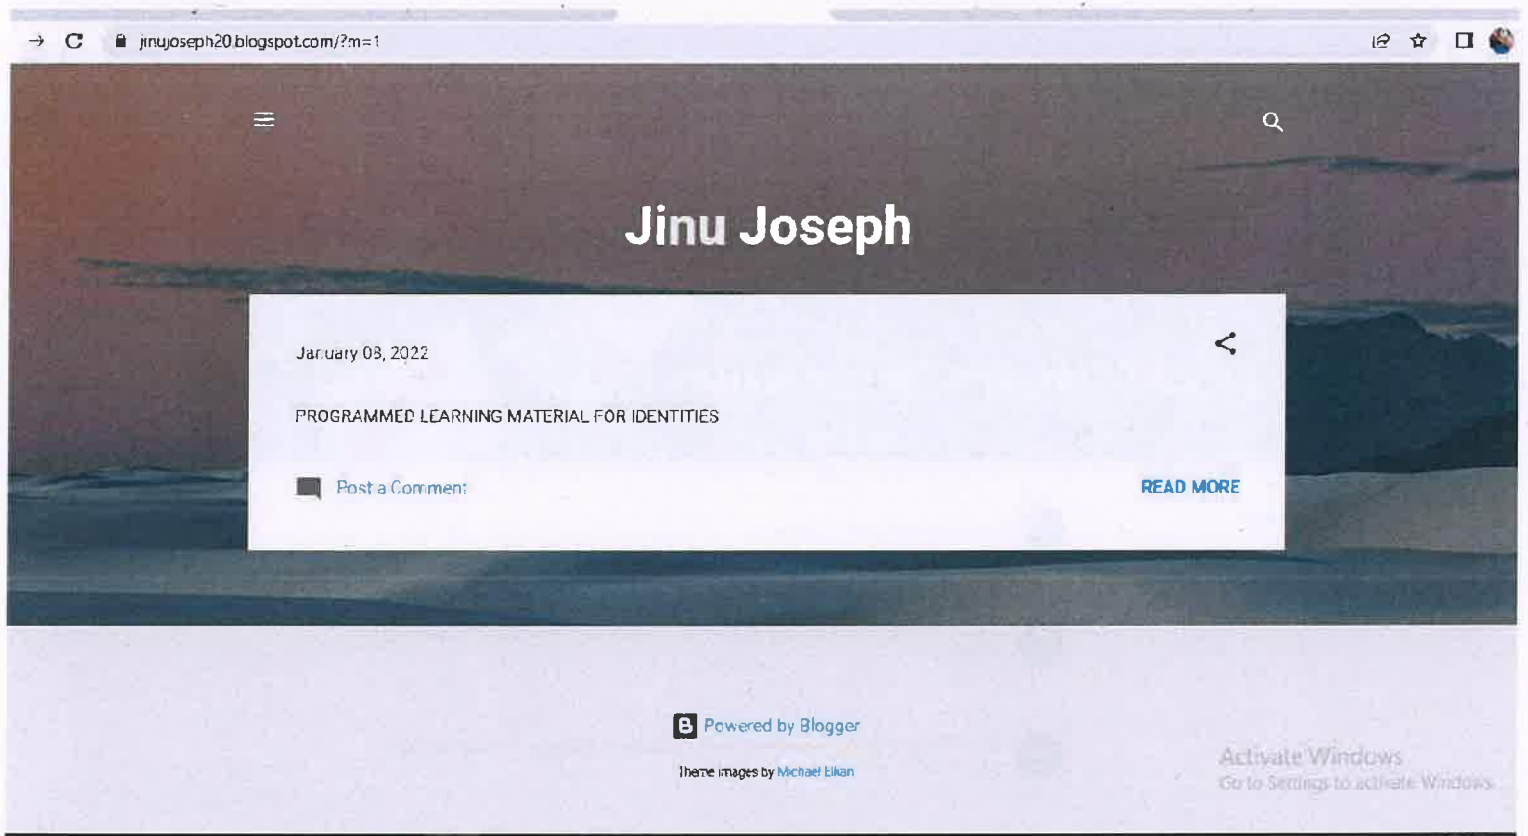 jinujoseph20.blogspot.com/?m=1
Jinu Joseph
January 08, 2022
PROGRAMMED LEARNING MATERIAL FOR IDENTITIES
Post a Comment
READ MORE
Powered by Blogger
Theme images by Michael Elkan
Activate Windows
Go to Settings to activate Windows.